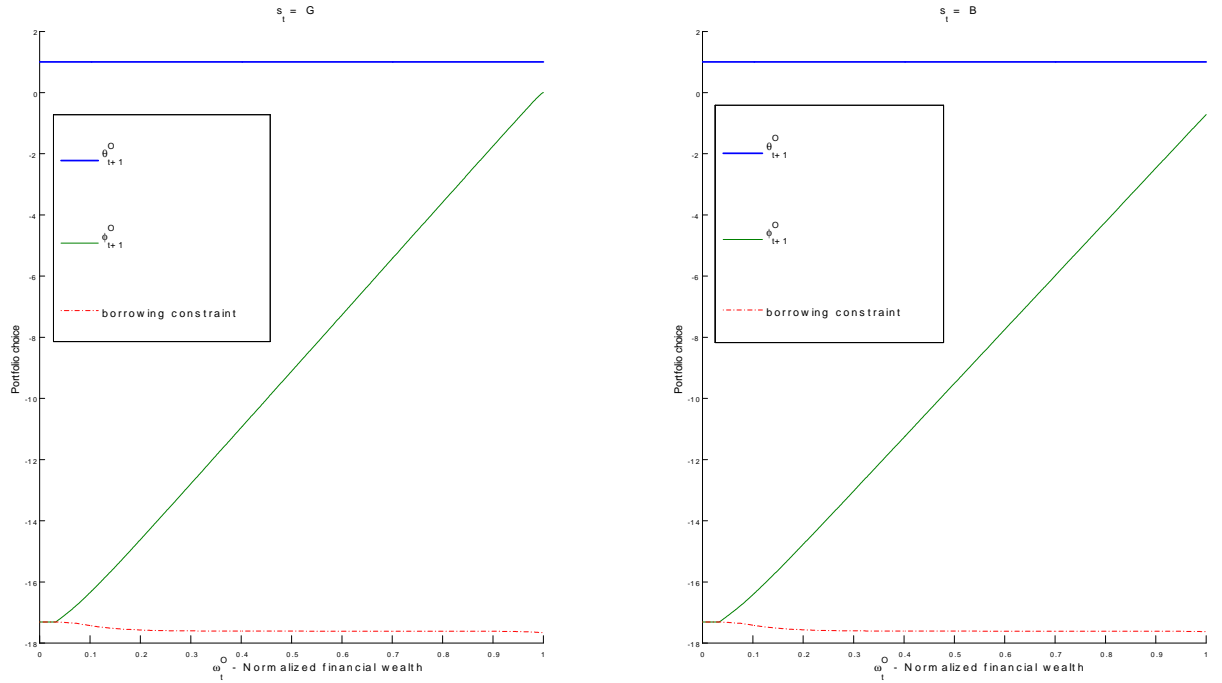 s_t = G
2
0
-2
-4
-6
-8
-10
-12
-14
-16
-18
Portfolio choice
θ^O_{t+1}
ϕ^O_{t+1}
borrowing constraint
0 0.1 0.2 0.3 0.4 0.5 0.6 0.7 0.8 0.9 1
ω^O_t - Normalized financial wealth
s_t = B
2
0
-2
-4
-6
-8
-10
-12
-14
-16
-18
Portfolio choice
θ^O_{t+1}
ϕ^O_{t+1}
borrowing constraint
0 0.1 0.2 0.3 0.4 0.5 0.6 0.7 0.8 0.9 1
ω^O_t - Normalized financial wealth